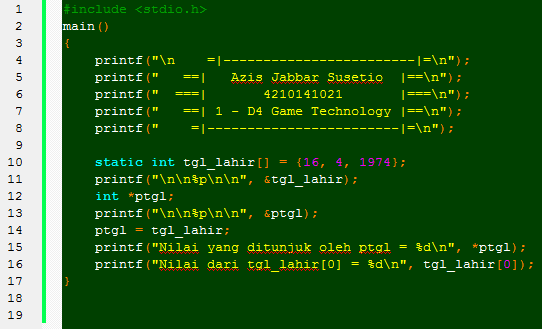 1 #include <stdio.h>
2 main()
3 {
4     printf("\n    =|------------------------|=\n");
5     printf("   ==|   Azis Jabbar Susetio  |==\n");
6     printf("  ===|       4210141021       |===\n");
7     printf("   ==| 1 - D4 Game Technology |==\n");
8     printf("    =|------------------------|=\n");
9
10     static int tgl_lahir[] = {16, 4, 1974};
11     printf("\n\n%p\n\n", &tgl_lahir);
12     int *ptgl;
13     printf("\n\n%p\n\n", &ptgl);
14     ptgl = tgl_lahir;
15     printf("Nilai yang ditunjuk oleh ptgl = %d\n", *ptgl);
16     printf("Nilai dari tgl_lahir[0] = %d\n", tgl_lahir[0]);
17 }
18
19